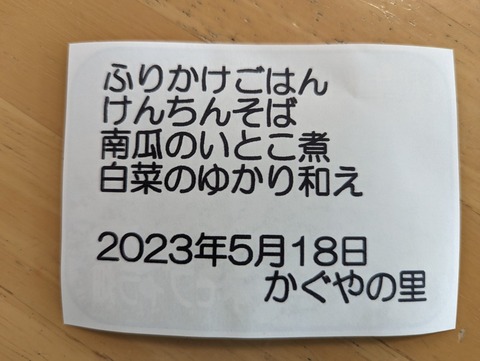 ふりかけごはん
けんちんそば
南瓜のいとこ煮
白菜のゆかり和え
2023年5月18日
かぐやの里